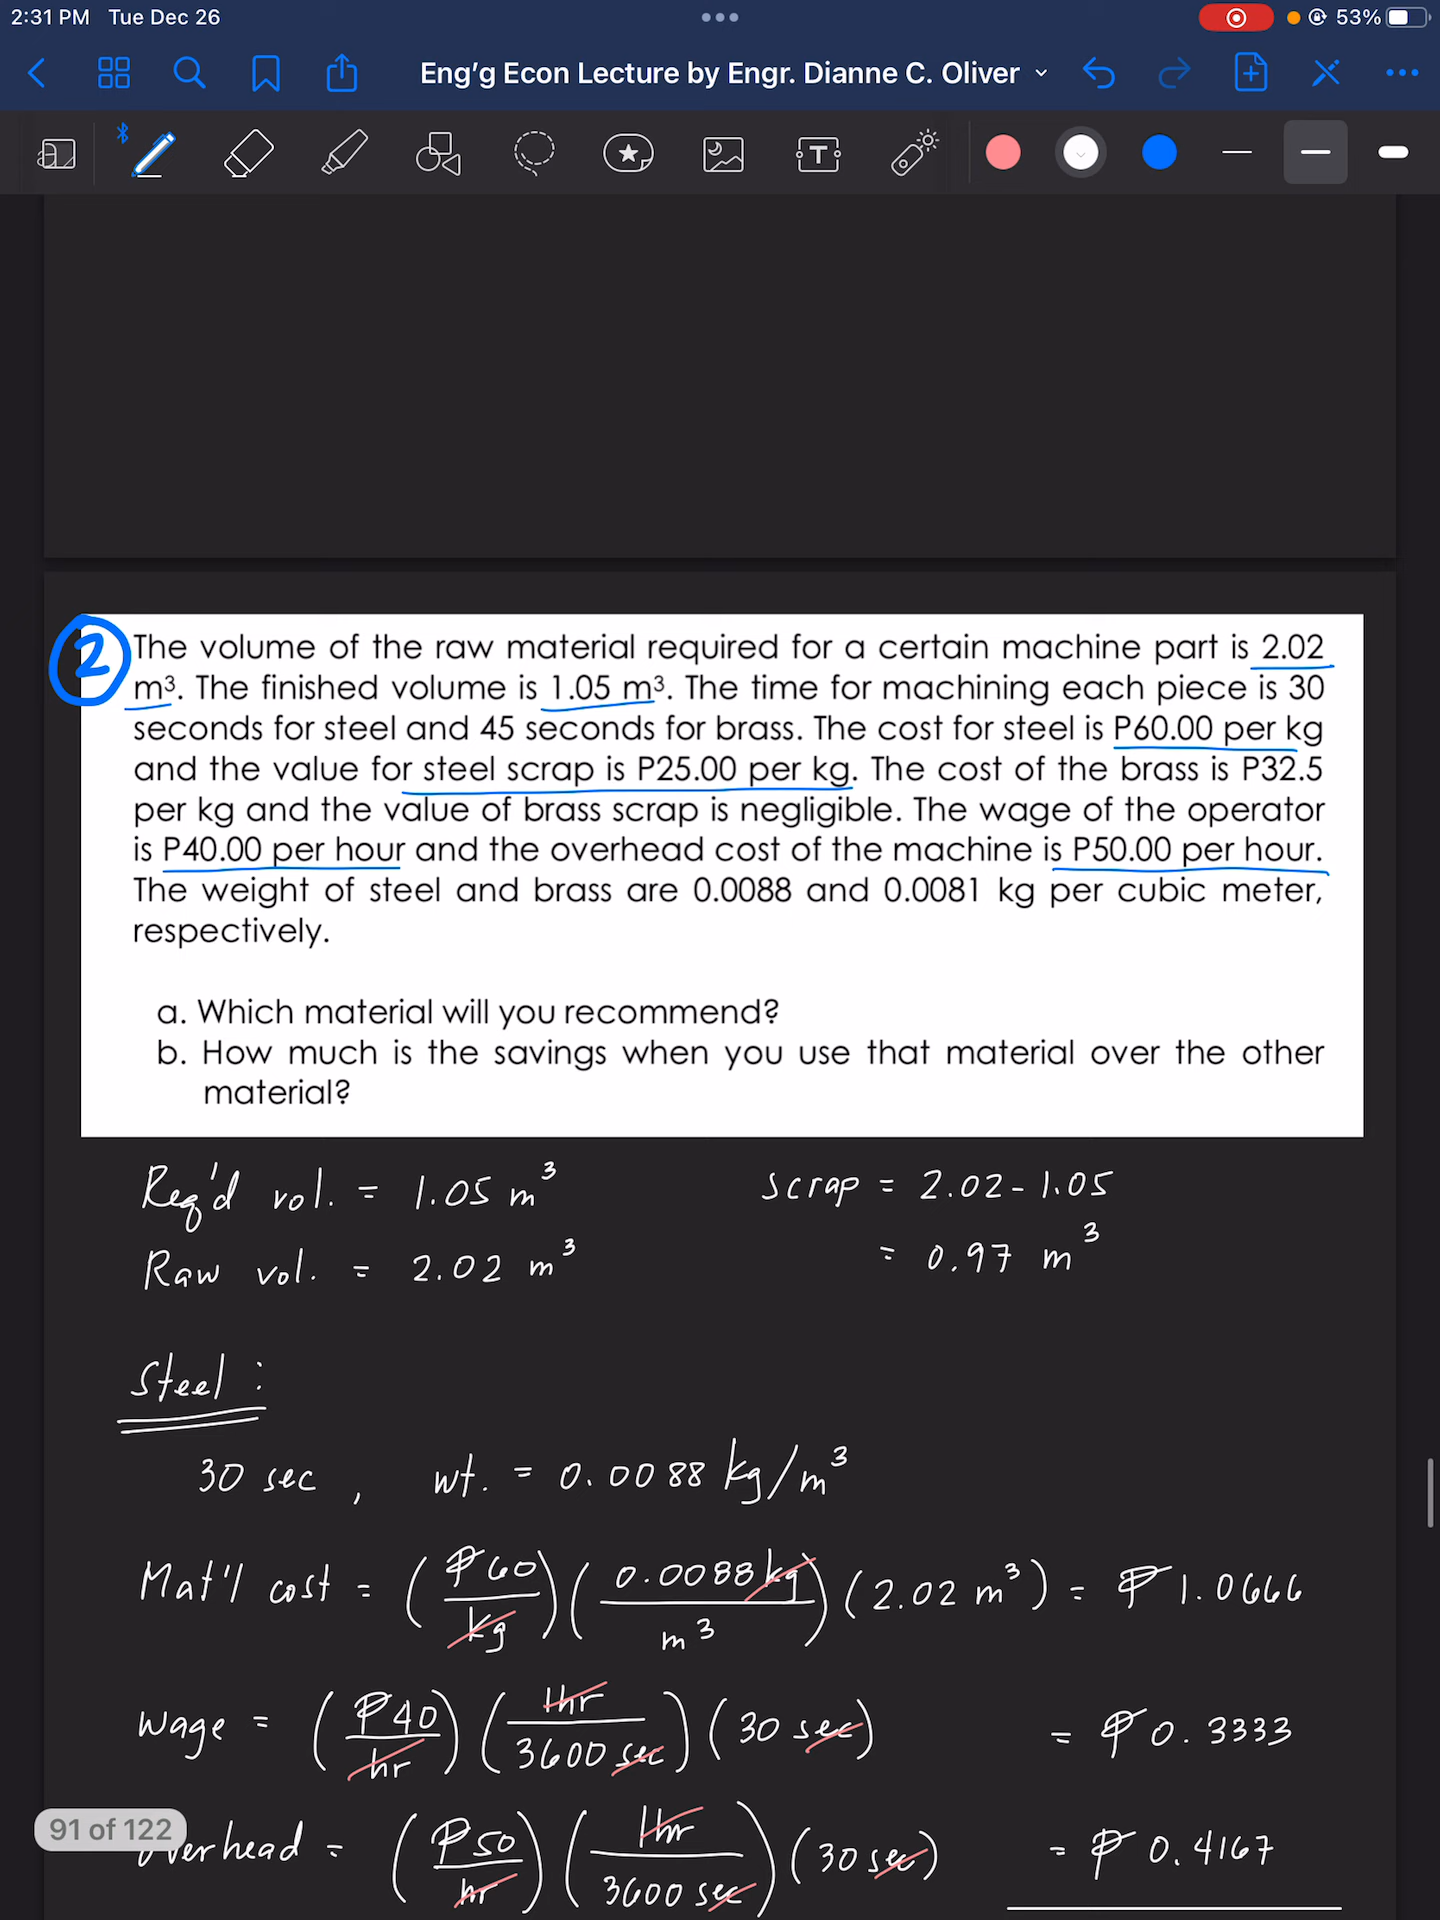 2:31 PM Tue Dec 26
53%
Eng'g Econ Lecture by Engr. Dianne C. Oliver
2 The volume of the raw material required for a certain machine part is 2.02
m³. The finished volume is 1.05 m³. The time for machining each piece is 30
seconds for steel and 45 seconds for brass. The cost for steel is P60.00 per kg
and the value for steel scrap is P25.00 per kg. The cost of the brass is P32.5
per kg and the value of brass scrap is negligible. The wage of the operator
is P40.00 per hour and the overhead cost of the machine is P50.00 per hour.
The weight of steel and brass are 0.0088 and 0.0081 kg per cubic meter,
respectively.
a. Which material will you recommend?
b. How much is the savings when you use that material over the other
material?
Req'd vol. = 1.05 m³ scrap = 2.02 - 1.05
Raw vol. = 2.02 m³ = 0.97 m³
Steel :
30 sec , wt. = 0.0088 kg/m³
Mat'l cost = (₱60/kg) (0.0088 kg/m³) (2.02 m³) = ₱1.0666
Wage = (₱40/hr) (1hr/3600 sec) (30 sec) = ₱0.3333
overhead = (₱50/hr) (1hr/3600 sec) (30 sec) = ₱0.4167
91 of 122